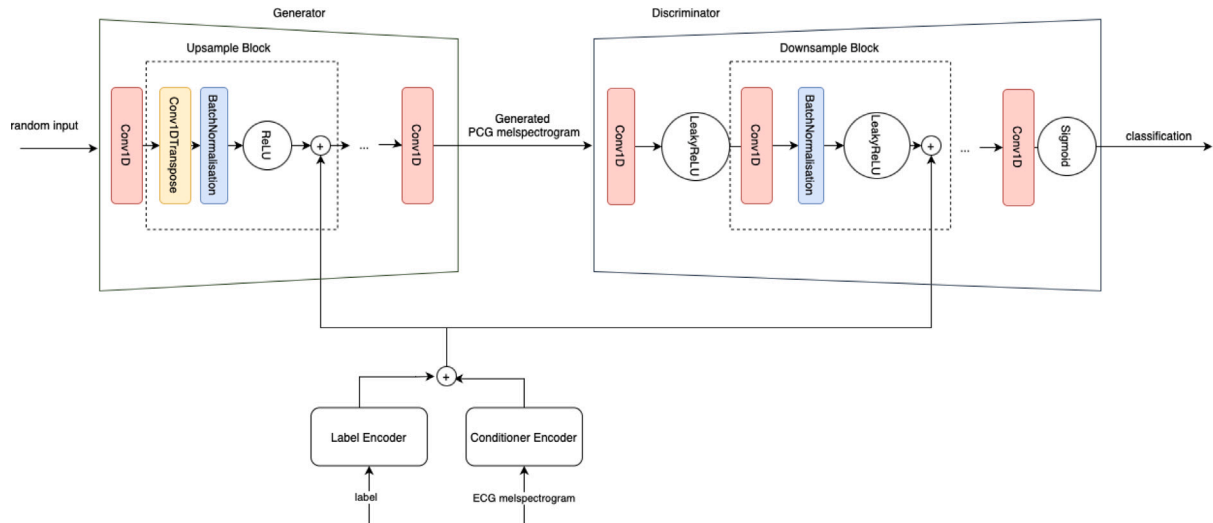 Generator
Discriminator
Upsample Block
Downsample Block
random input
Conv1D
Conv1DTranspose
BatchNormalisation
ReLU
+
...
Conv1D
Generated
PCG melspectrogram
Conv1D
LeakyReLU
Conv1D
BatchNormalisation
LeakyReLU
+
...
Conv1D
Sigmoid
classification
+
Label Encoder
Conditioner Encoder
label
ECG melspectrogram